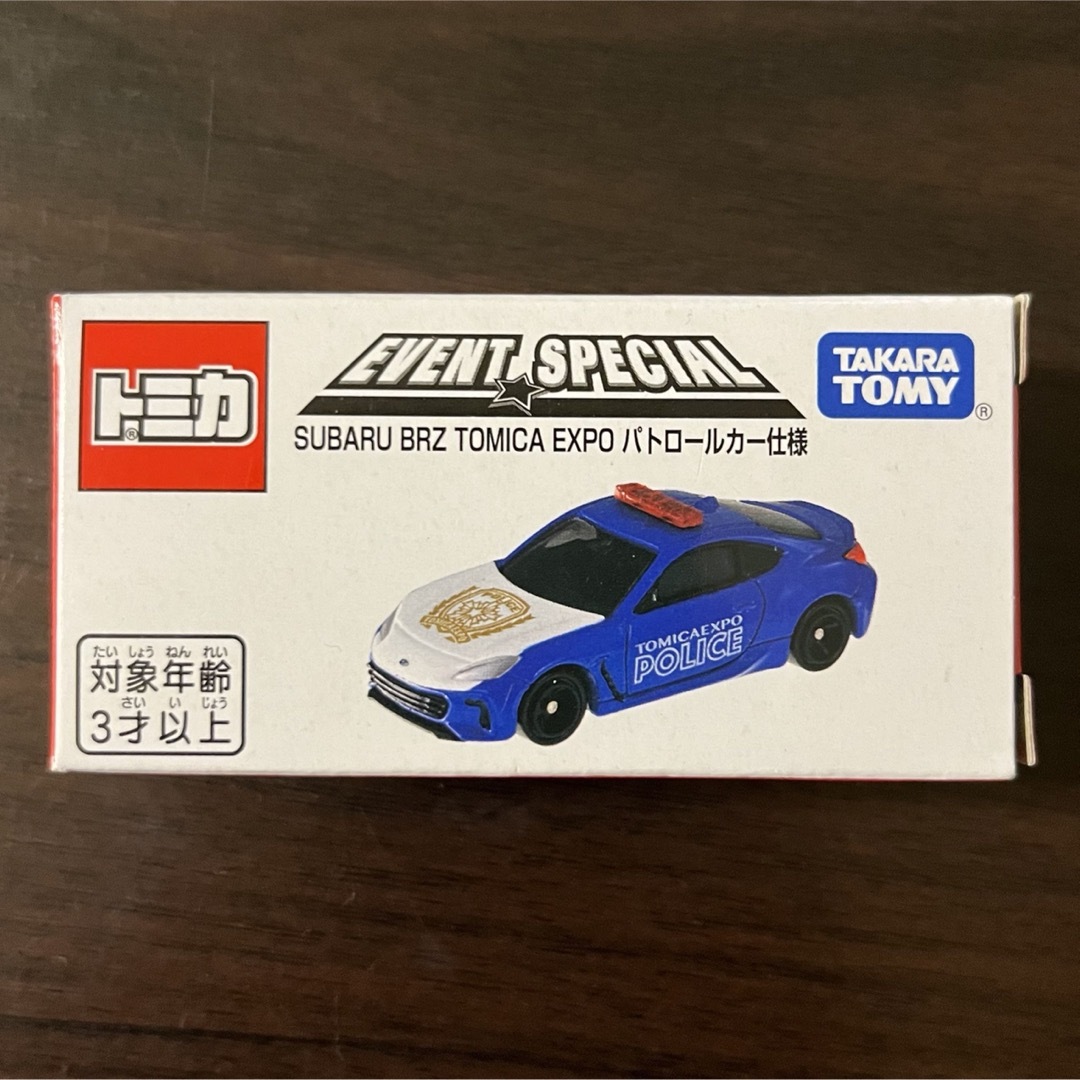 トミカ
®
EVENT SPECIAL
TAKARA
TOMY
®
SUBARU BRZ TOMICA EXPO パトロールカー仕様
POLICE
TOMICAEXPO
POLICE
たい しょう ねん れい
対象年齢
さい い じょう
3才以上